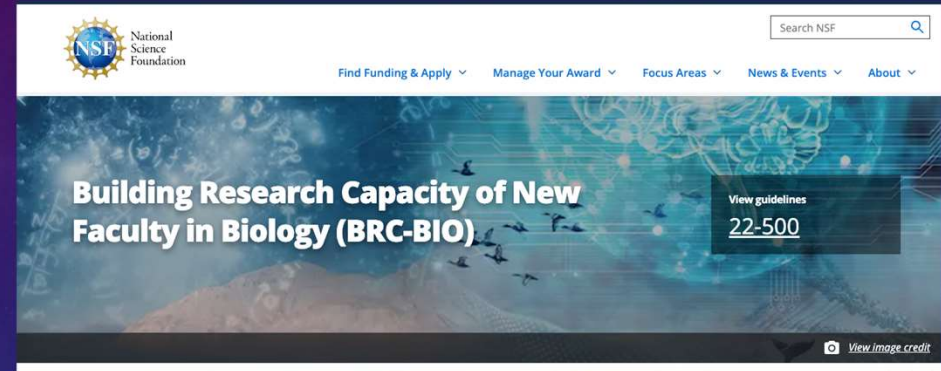 NSF
National
Science
Foundation
Search NSF
Find Funding & Apply
Manage Your Award
Focus Areas
News & Events
About
Building Research Capacity of New
Faculty in Biology (BRC-BIO)
View guidelines
22-500
View image credit